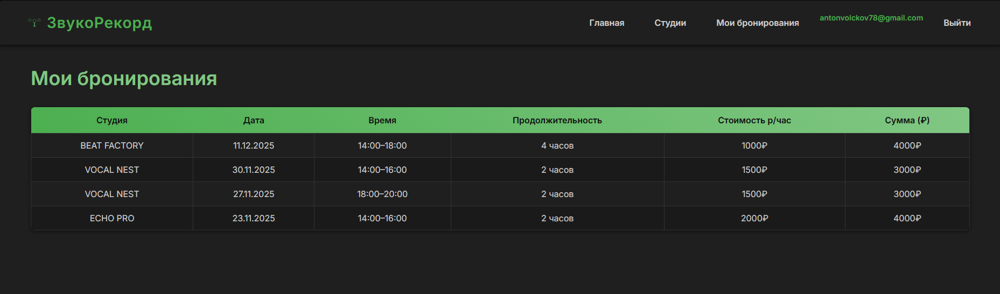 ЗвукоРекорд
Главная Студии Мои бронирования antonvolckov78@gmail.com Выйти
Мои бронирования
Студия Дата Время Продолжительность Стоимость р/час Сумма (₽)
BEAT FACTORY 11.12.2025 14:00–18:00 4 часов 1000₽ 4000₽
VOCAL NEST 30.11.2025 14:00–16:00 2 часов 1500₽ 3000₽
VOCAL NEST 27.11.2025 18:00–20:00 2 часов 1500₽ 3000₽
ECHO PRO 23.11.2025 14:00–16:00 2 часов 2000₽ 4000₽